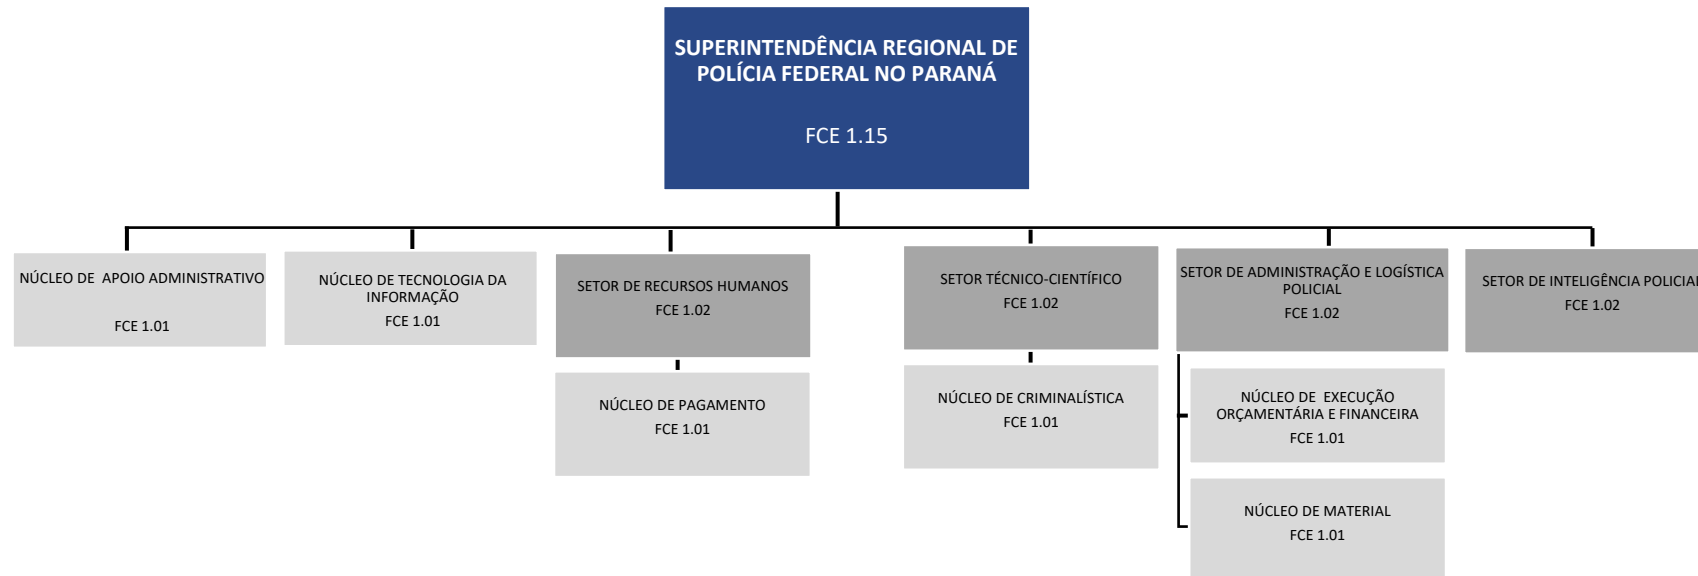 SUPERINTENDÊNCIA REGIONAL DE
POLÍCIA FEDERAL NO PARANÁ
FCE 1.15
NÚCLEO DE APOIO ADMINISTRATIVO
FCE 1.01
NÚCLEO DE TECNOLOGIA DA
INFORMAÇÃO
FCE 1.01
SETOR DE RECURSOS HUMANOS
FCE 1.02
SETOR TÉCNICO-CIENTÍFICO
FCE 1.02
SETOR DE ADMINISTRAÇÃO E LOGÍSTICA
POLICIAL
FCE 1.02
SETOR DE INTELIGÊNCIA POLICIAL
FCE 1.02
NÚCLEO DE PAGAMENTO
FCE 1.01
NÚCLEO DE CRIMINALÍSTICA
FCE 1.01
NÚCLEO DE EXECUÇÃO
ORÇAMENTÁRIA E FINANCEIRA
FCE 1.01
NÚCLEO DE MATERIAL
FCE 1.01